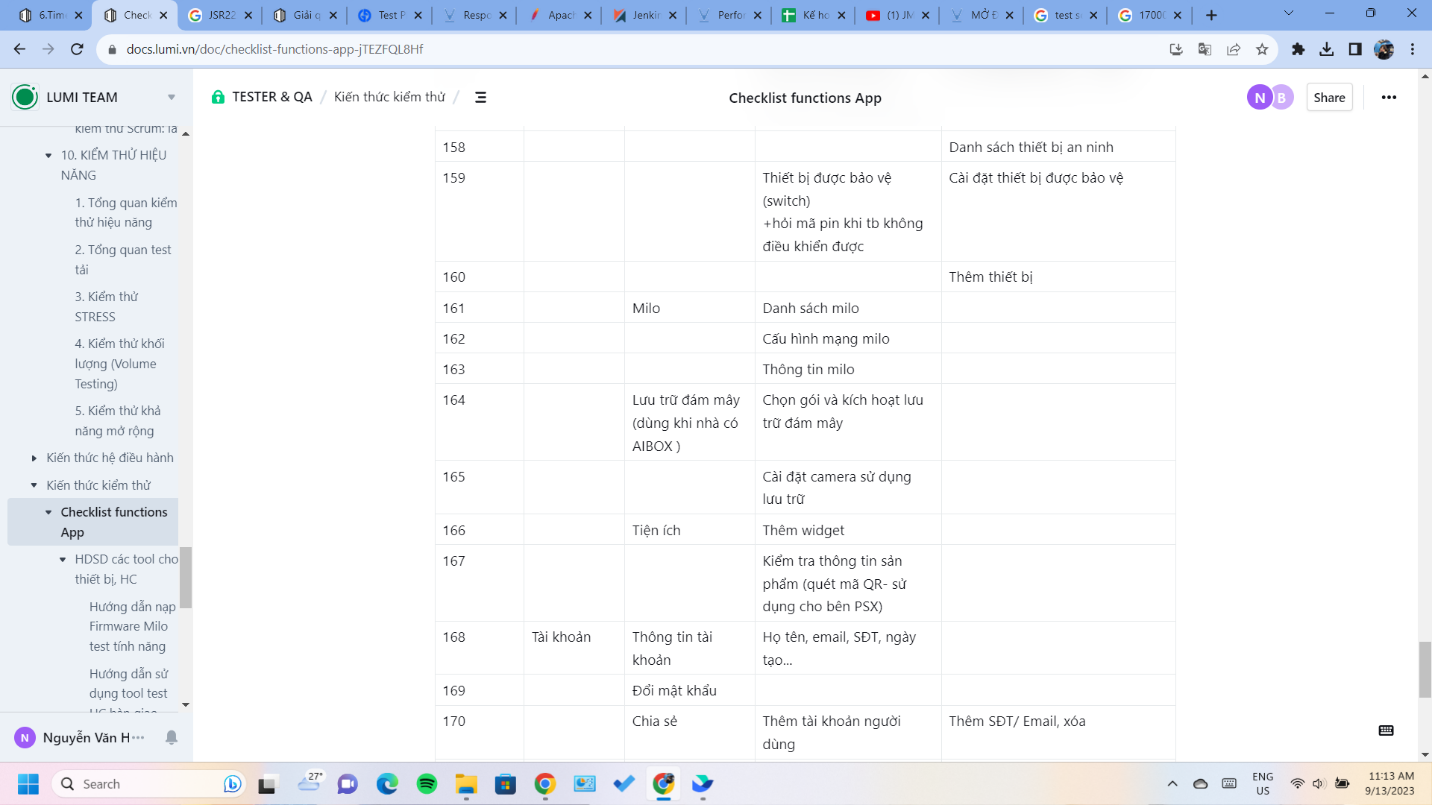 6.Tim
Check
JSR22
Giải q
Test P
Respo
Apach
Jenkin
Perfor
Kế ho
(1) JM
MỞ Đ
test s
17000
docs.lumi.vn/doc/checklist-functions-app-jTEZFQL8Hf
LUMI TEAM
TESTER & QA / Kiến thức kiểm thử /
Checklist functions App
N
B
Share
kiểm thử Scrum: là
10. KIỂM THỬ HIỆU
NĂNG
1. Tổng quan kiểm
thử hiệu năng
2. Tổng quan test
tải
3. Kiểm thử
STRESS
4. Kiểm thử khối
lượng (Volume
Testing)
5. Kiểm thử khả
năng mở rộng
Kiến thức hệ điều hành
Kiến thức kiểm thử
Checklist functions
App
HDSD các tool cho
thiết bị, HC
Hướng dẫn nạp
Firmware Milo
test tính năng
Hướng dẫn sử
dụng tool test
HC bàn giao
N
Nguyễn Văn H
158
Danh sách thiết bị an ninh
159
Thiết bị được bảo vệ
(switch)
+hỏi mã pin khi tb không
điều khiển được
Cài đặt thiết bị được bảo vệ
160
Thêm thiết bị
161
Milo
Danh sách milo
162
Cấu hình mạng milo
163
Thông tin milo
164
Lưu trữ đám mây
(dùng khi nhà có
AIBOX )
Chọn gói và kích hoạt lưu
trữ đám mây
165
Cài đặt camera sử dụng
lưu trữ
166
Tiện ích
Thêm widget
167
Kiểm tra thông tin sản
phẩm (quét mã QR- sử
dụng cho bên PSX)
168
Tài khoản
Thông tin tài
khoản
Họ tên, email, SĐT, ngày
tạo...
169
Đổi mật khẩu
170
Chia sẻ
Thêm tài khoản người
dùng
Thêm SĐT/ Email, xóa
Search
27°
ENG
US
11:13 AM
9/13/2023